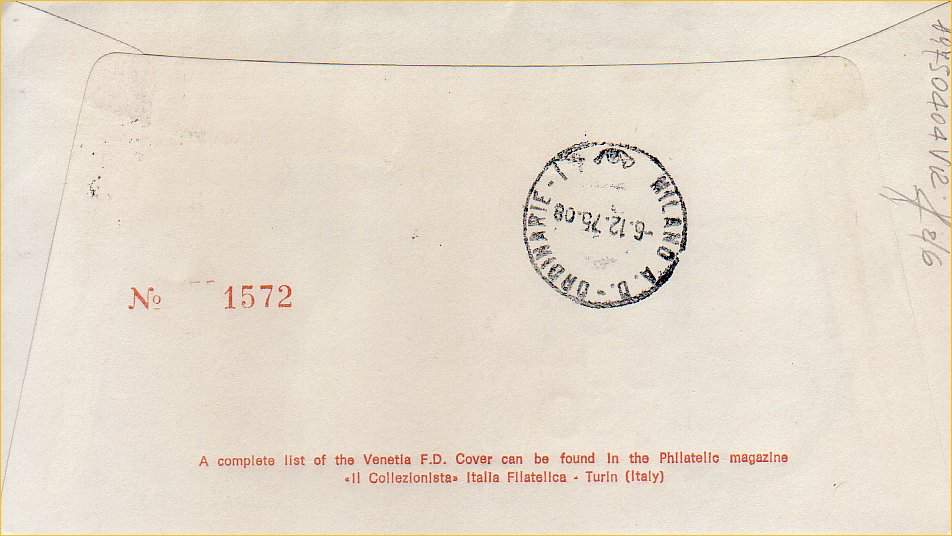 MILANO A.D.-ORDINARIE-
-6.12.75.08
Nº 1572
A complete list of the Venetia F.D. Cover can be found in the Philatelic magazine
«Il Collezionista» Italia Filatelica - Turin (Italy)